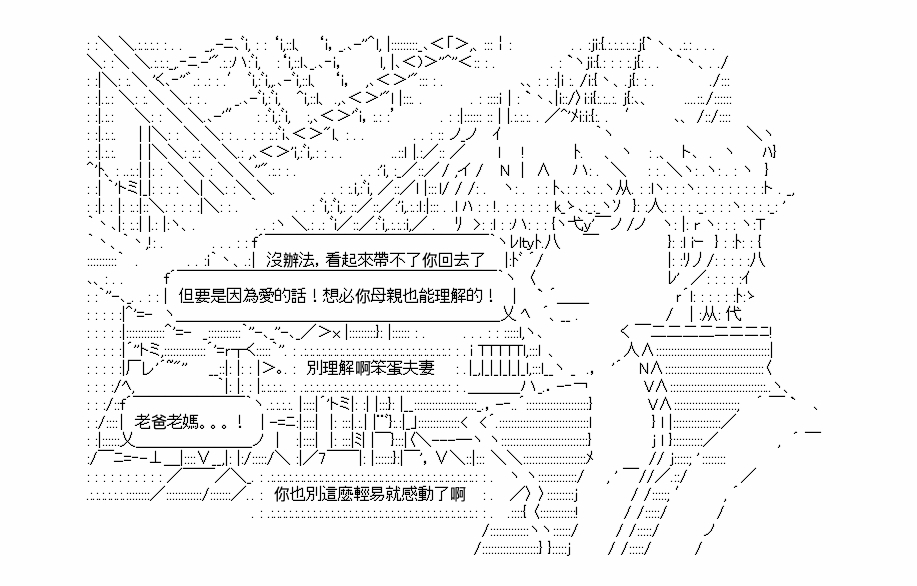 沒辦法，看起來帶不了你回去了
但要是因為愛的話！想必你母親也能理解的！
別理解啊笨蛋夫妻
老爸老媽。。。！
你也別這麼輕易就感動了啊